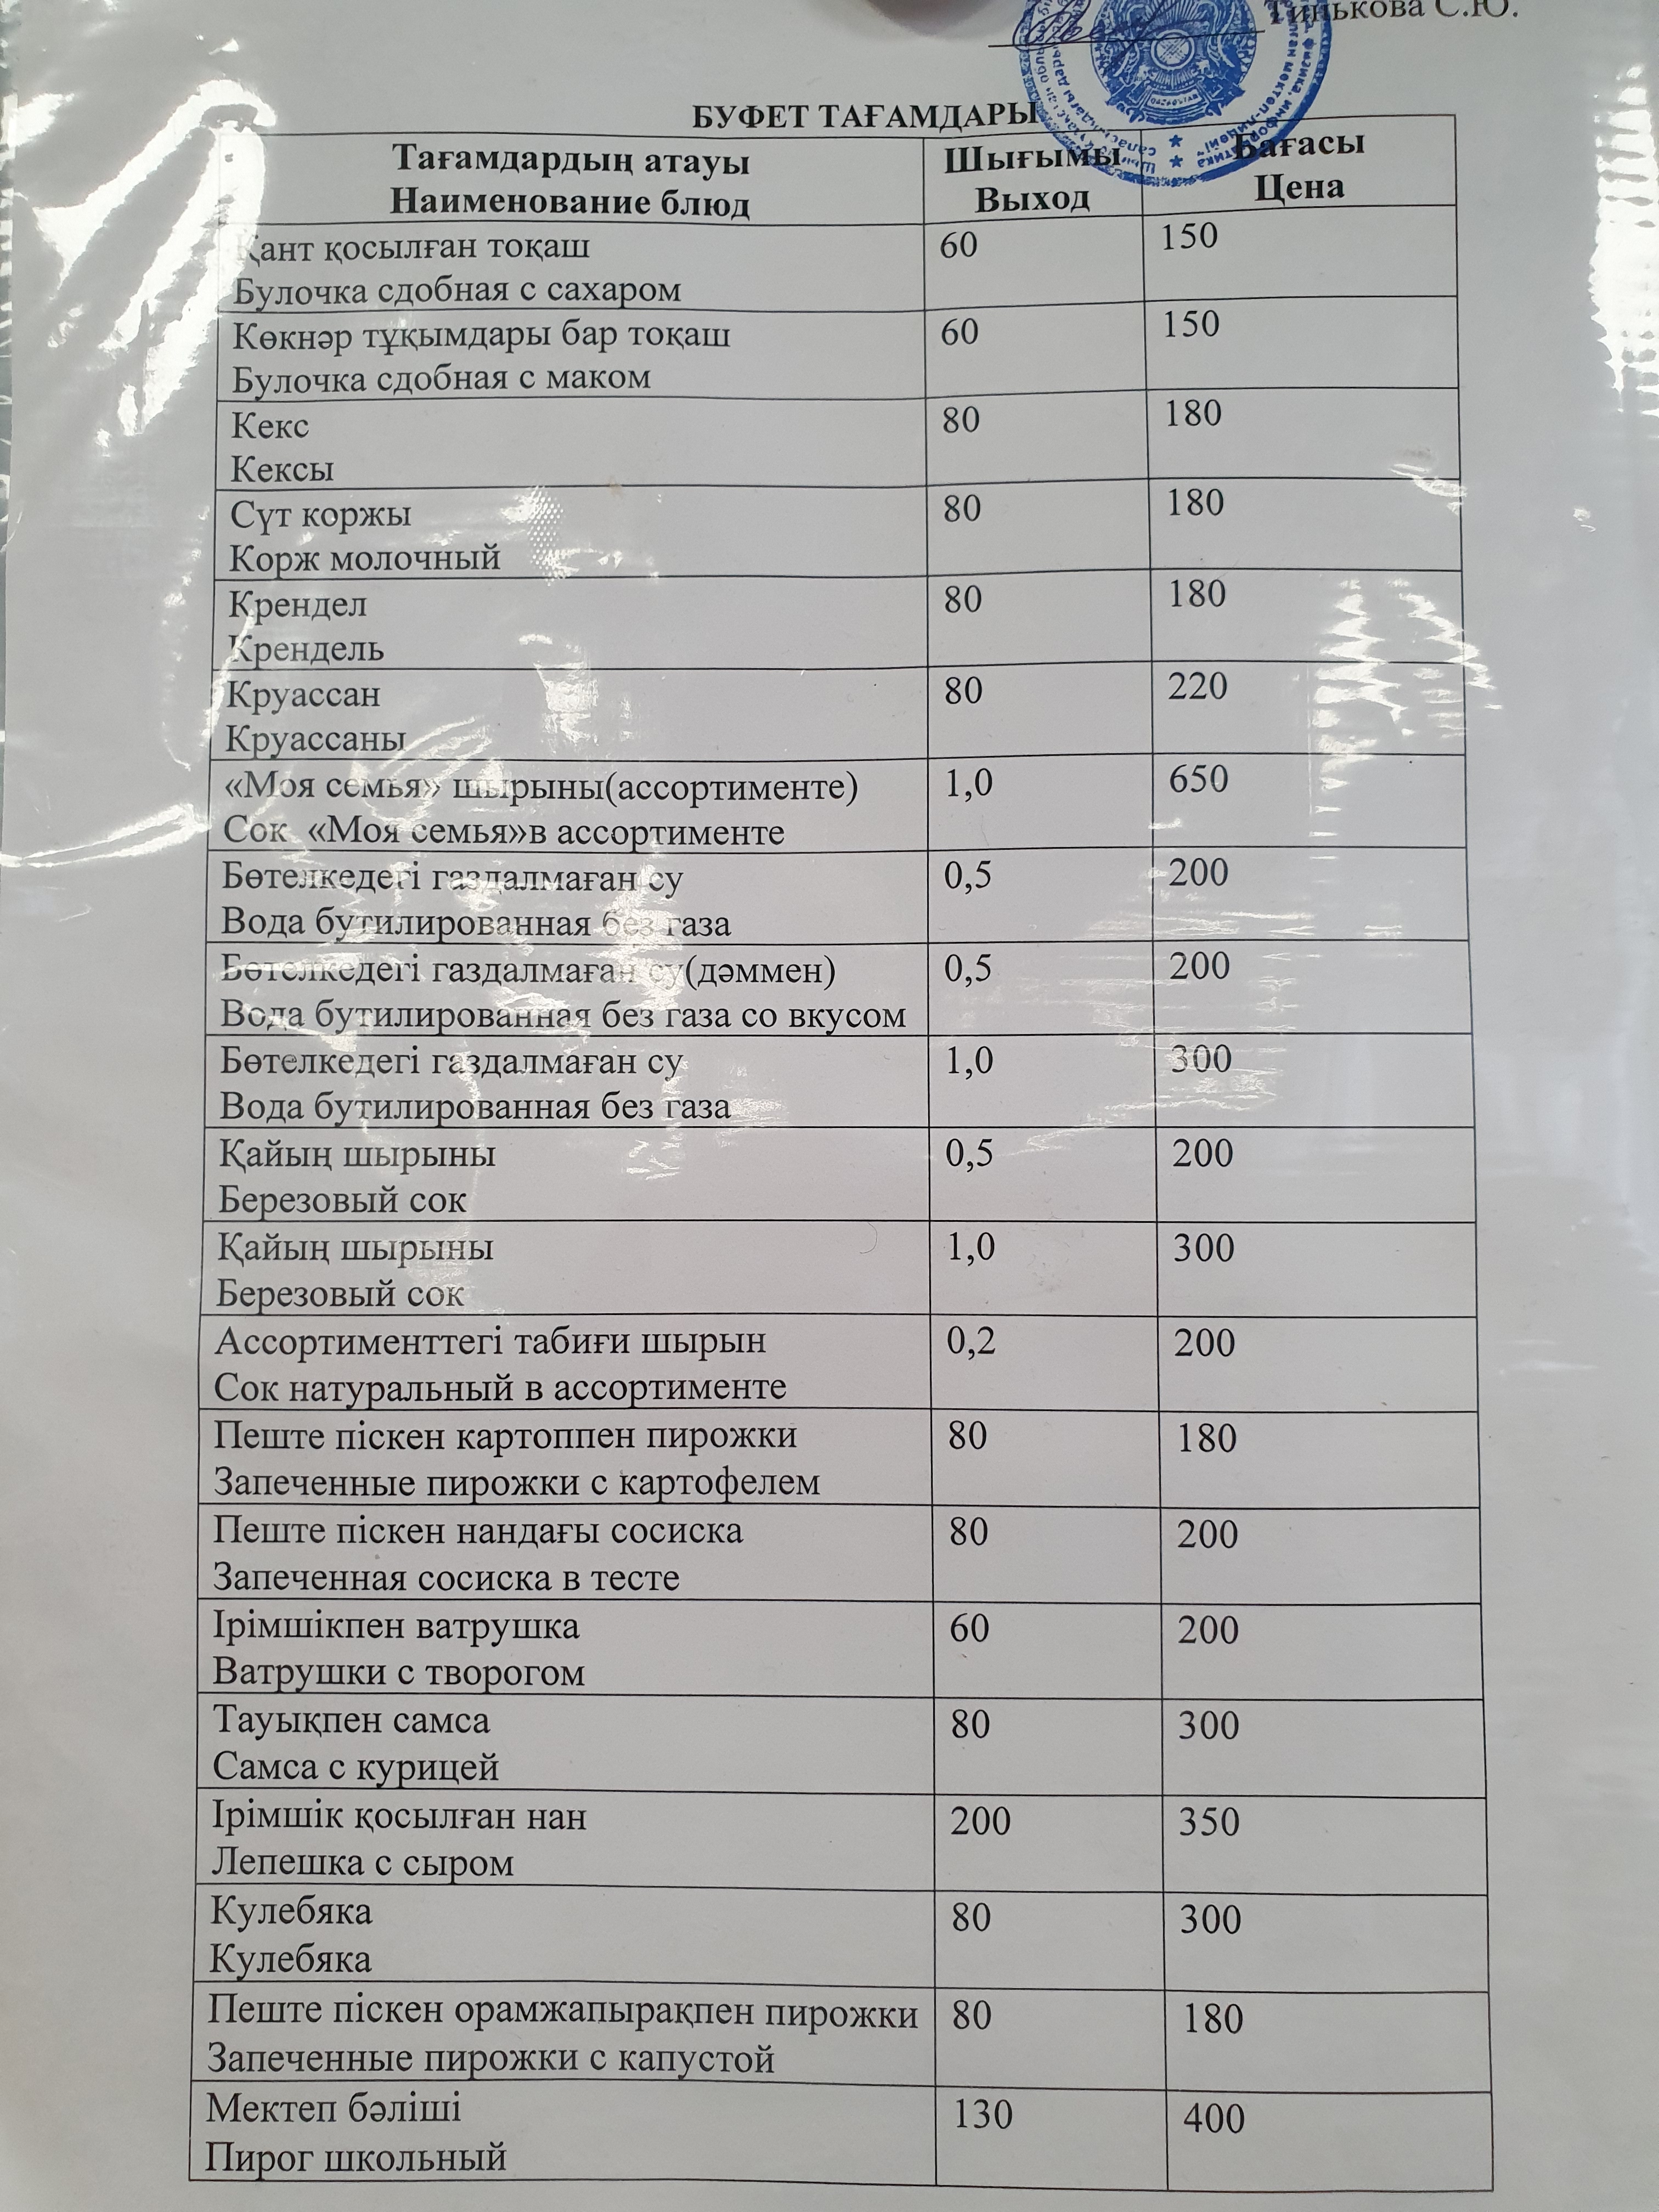 Тинькова С.Ю.
БУФЕТ ТАҒАМДАРЫ
Тағамдардың атауы
Наименование блюд
Шығымы
Выход
Бағасы
Цена
Қант қосылған тоқаш
Булочка сдобная с сахаром
60
150
Көкнәр тұқымдары бар тоқаш
Булочка сдобная с маком
60
150
Кекс
Кексы
80
180
Сүт коржы
Корж молочный
80
180
Крендел
Крендель
80
180
Круассан
Круассаны
80
220
«Моя семья» шырыны(ассортименте)
Сок «Моя семья»в ассортименте
1,0
650
Бөтелкедегі газдалмаған су
Вода бутилированная без газа
0,5
200
Бөтелкедегі газдалмаған су(дәммен)
Вода бутилированная без газа со вкусом
0,5
200
Бөтелкедегі газдалмаған су
Вода бутилированная без газа
1,0
300
Қайың шырыны
Березовый сок
0,5
200
Қайың шырыны
Березовый сок
1,0
300
Ассортименттегі табиғи шырын
Сок натуральный в ассортименте
0,2
200
Пеште піскен картоппен пирожки
Запеченные пирожки с картофелем
80
180
Пеште піскен нандағы сосиска
Запеченная сосиска в тесте
80
200
Ірімшікпен ватрушка
Ватрушки с творогом
60
200
Тауықпен самса
Самса с курицей
80
300
Ірімшік қосылған нан
Лепешка с сыром
200
350
Кулебяка
Кулебяка
80
300
Пеште піскен орамжапырақпен пирожки
Запеченные пирожки с капустой
80
180
Мектеп бәліші
Пирог школьный
130
400